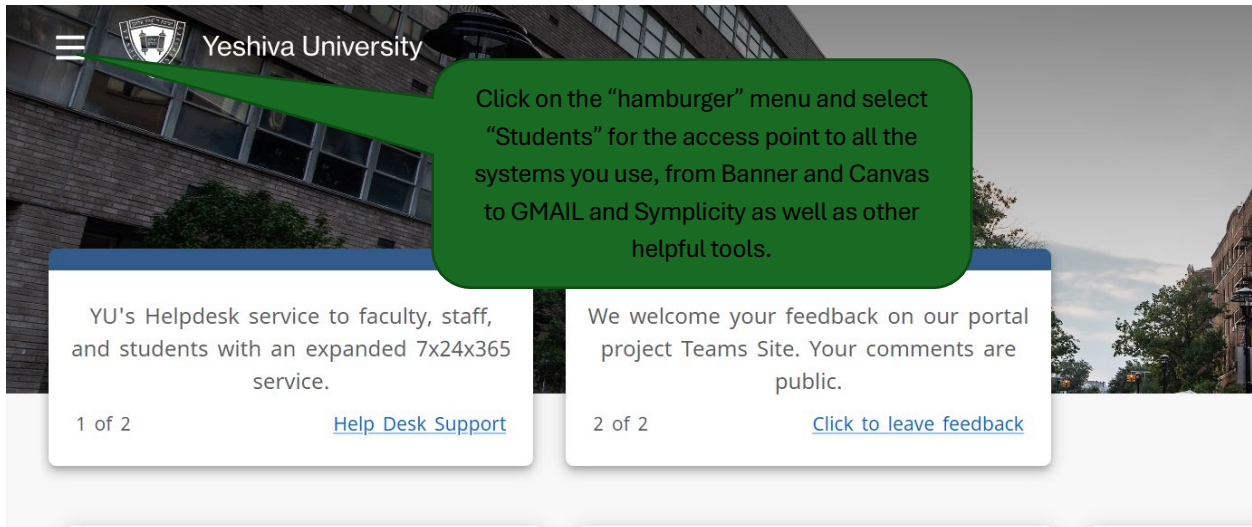 Yeshiva University
Click on the “hamburger” menu and select
“Students” for the access point to all the
systems you use, from Banner and Canvas
to GMAIL and Symplicity as well as other
helpful tools.
YU's Helpdesk service to faculty, staff,
and students with an expanded 7x24x365
service.
1 of 2
Help Desk Support
We welcome your feedback on our portal
project Teams Site. Your comments are
public.
2 of 2
Click to leave feedback